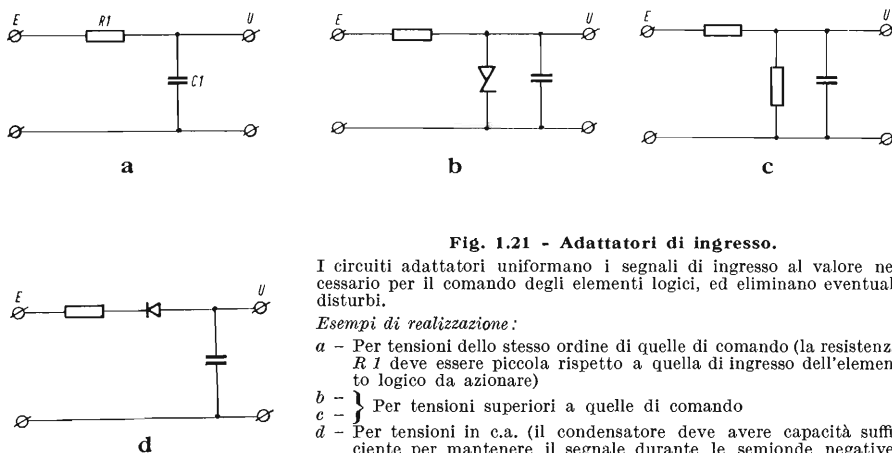 E R1 U
C1
a
b
E U
c
Fig. 1.21 - Adattatori di ingresso.
I circuiti adattatori uniformano i segnali di ingresso al valore ne
cessario per il comando degli elementi logici, ed eliminano eventual
disturbi.
Esempi di realizzazione:
a - Per tensioni dello stesso ordine di quelle di comando (la resistenz
R 1 deve essere piccola rispetto a quella di ingresso dell'elemen
to logico da azionare)
b -
c - } Per tensioni superiori a quelle di comando
d - Per tensioni in c.a. (il condensatore deve avere capacità suffi
ciente per mantenere il segnale durante le semionde negative
E U
d